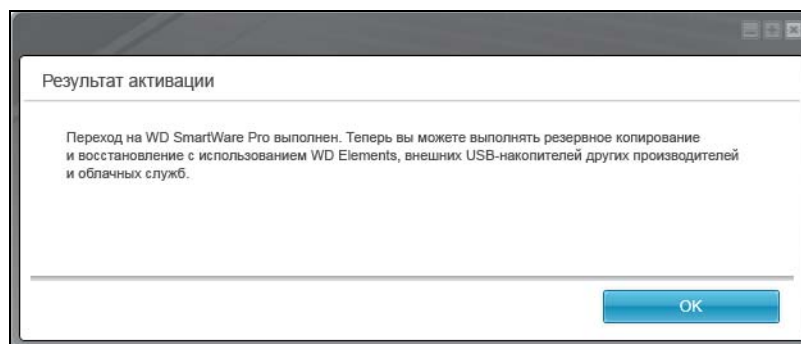 Результат активации
Переход на WD SmartWare Pro выполнен. Теперь вы можете выполнять резервное копирование
и восстановление с использованием WD Elements, внешних USB-накопителей других производителей
и облачных служб.
OK